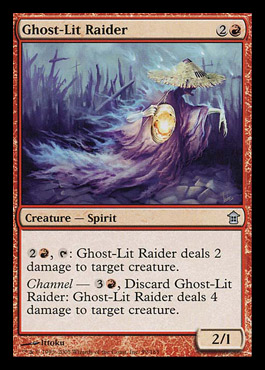 Ghost-Lit Raider 2
Creature — Spirit
2, : Ghost-Lit Raider deals 2
damage to target creature.
Channel — 3, Discard Ghost-Lit
Raider: Ghost-Lit Raider deals 4
damage to target creature.
Ittoku
2/1